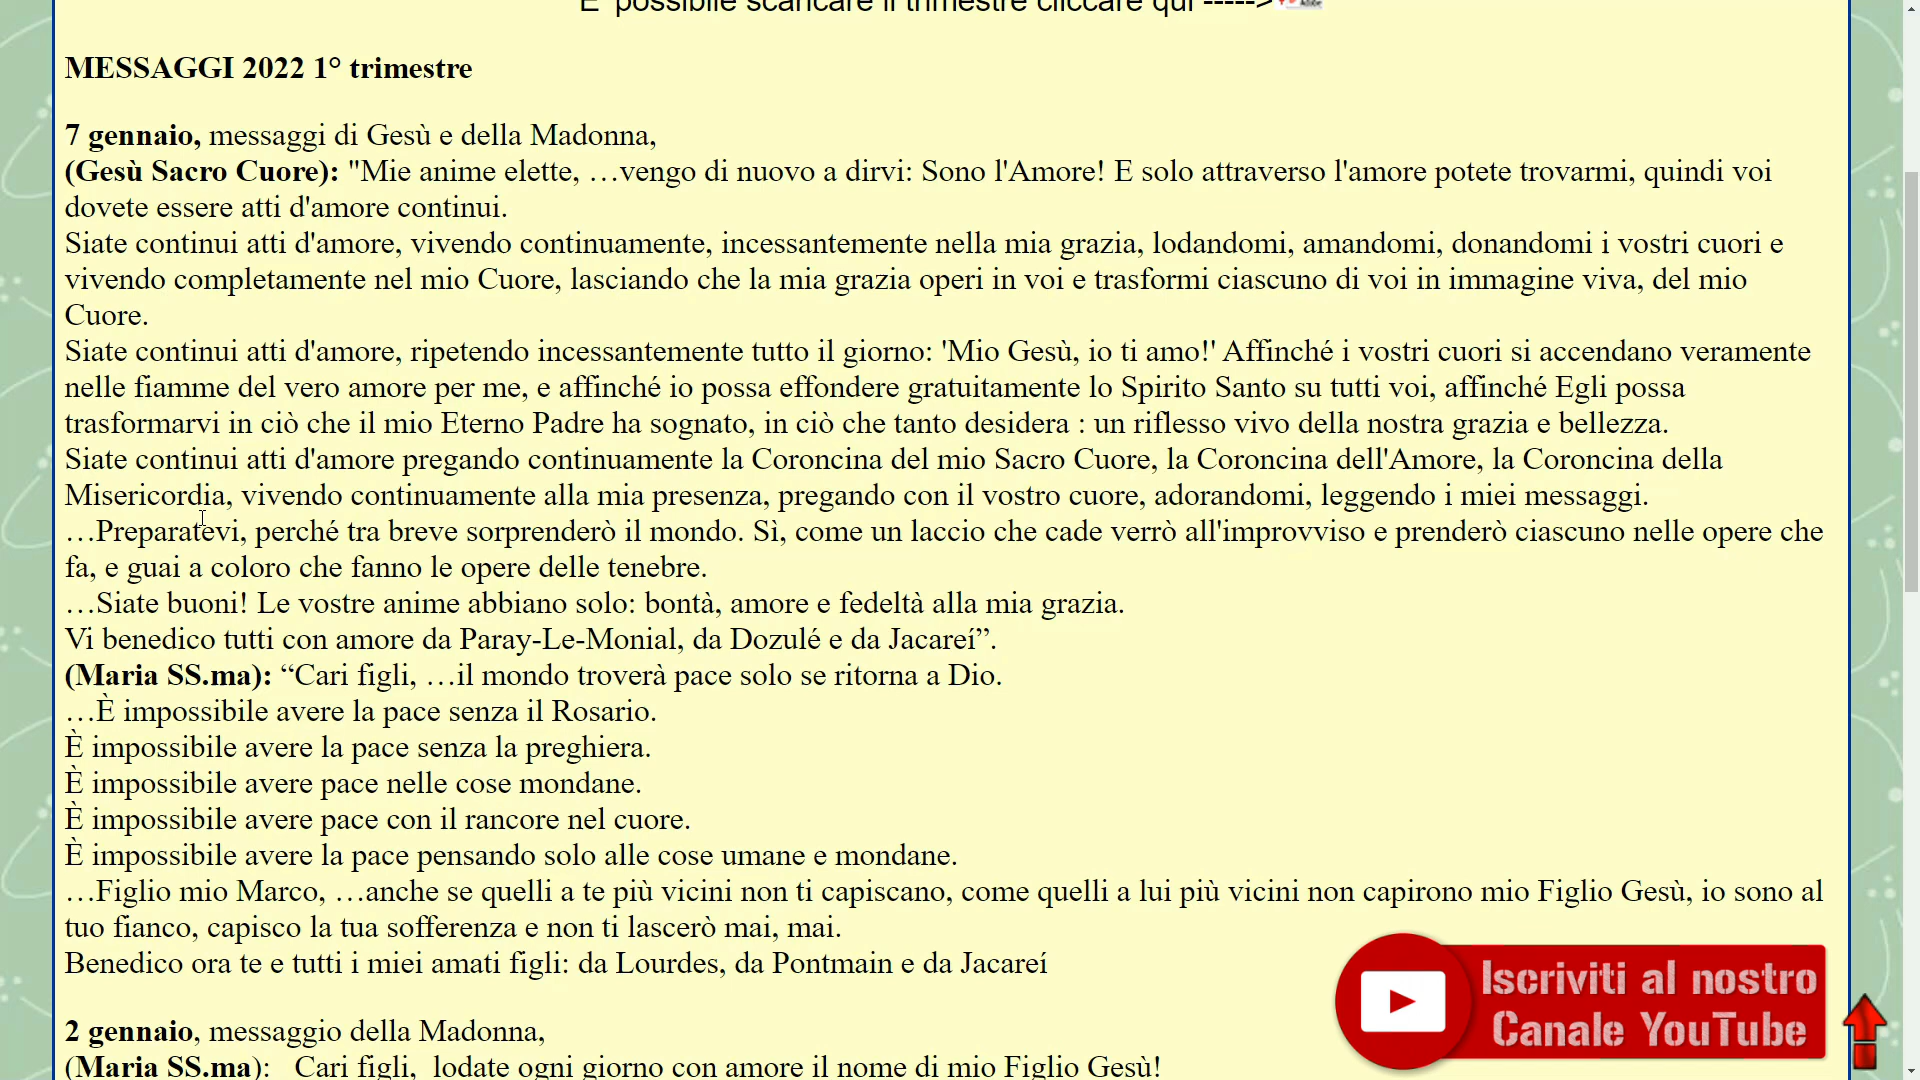 E' possibile scaricare il trimestre cliccare qui ----->
MESSAGGI 2022 1° trimestre
7 gennaio, messaggi di Gesù e della Madonna,
(Gesù Sacro Cuore): "Mie anime elette, …vengo di nuovo a dirvi: Sono l'Amore! E solo attraverso l'amore potete trovarmi, quindi voi
dovete essere atti d'amore continui.
Siate continui atti d'amore, vivendo continuamente, incessantemente nella mia grazia, lodandomi, amandomi, donandomi i vostri cuori e
vivendo completamente nel mio Cuore, lasciando che la mia grazia operi in voi e trasformi ciascuno di voi in immagine viva, del mio
Cuore.
Siate continui atti d'amore, ripetendo incessantemente tutto il giorno: 'Mio Gesù, io ti amo!' Affinché i vostri cuori si accendano veramente
nelle fiamme del vero amore per me, e affinché io possa effondere gratuitamente lo Spirito Santo su tutti voi, affinché Egli possa
trasformarvi in ciò che il mio Eterno Padre ha sognato, in ciò che tanto desidera : un riflesso vivo della nostra grazia e bellezza.
Siate continui atti d'amore pregando continuamente la Coroncina del mio Sacro Cuore, la Coroncina dell'Amore, la Coroncina della
Misericordia, vivendo continuamente alla mia presenza, pregando con il vostro cuore, adorandomi, leggendo i miei messaggi.
…Preparatevi, perché tra breve sorprenderò il mondo. Sì, come un laccio che cade verrò all'improvviso e prenderò ciascuno nelle opere che
fa, e guai a coloro che fanno le opere delle tenebre.
…Siate buoni! Le vostre anime abbiano solo: bontà, amore e fedeltà alla mia grazia.
Vi benedico tutti con amore da Paray-Le-Monial, da Dozulé e da Jacareí”.
(Maria SS.ma): “Cari figli, …il mondo troverà pace solo se ritorna a Dio.
…È impossibile avere la pace senza il Rosario.
È impossibile avere la pace senza la preghiera.
È impossibile avere pace nelle cose mondane.
È impossibile avere pace con il rancore nel cuore.
È impossibile avere la pace pensando solo alle cose umane e mondane.
…Figlio mio Marco, …anche se quelli a te più vicini non ti capiscano, come quelli a lui più vicini non capirono mio Figlio Gesù, io sono al
tuo fianco, capisco la tua sofferenza e non ti lascerò mai, mai.
Benedico ora te e tutti i miei amati figli: da Lourdes, da Pontmain e da Jacareí
2 gennaio, messaggio della Madonna,
(Maria SS.ma): Cari figli, lodate ogni giorno con amore il nome di mio Figlio Gesù!
Iscriviti al nostro
Canale YouTube